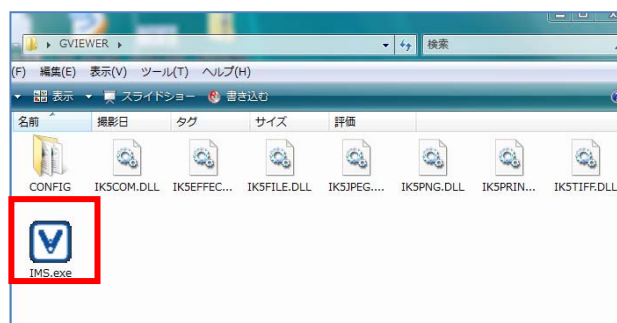 GVIEWER
検索
(F) 編集(E) 表示(V) ツール(T) ヘルプ(H)
表示 スライドショー 書き込む
名前 撮影日 タグ サイズ 評価
CONFIG IK5COM.DLL IK5EFFEC... IK5FILE.DLL IK5JPEG.... IK5PNG.DLL IK5PRIN... IK5TIFF.DLL
IMS.exe